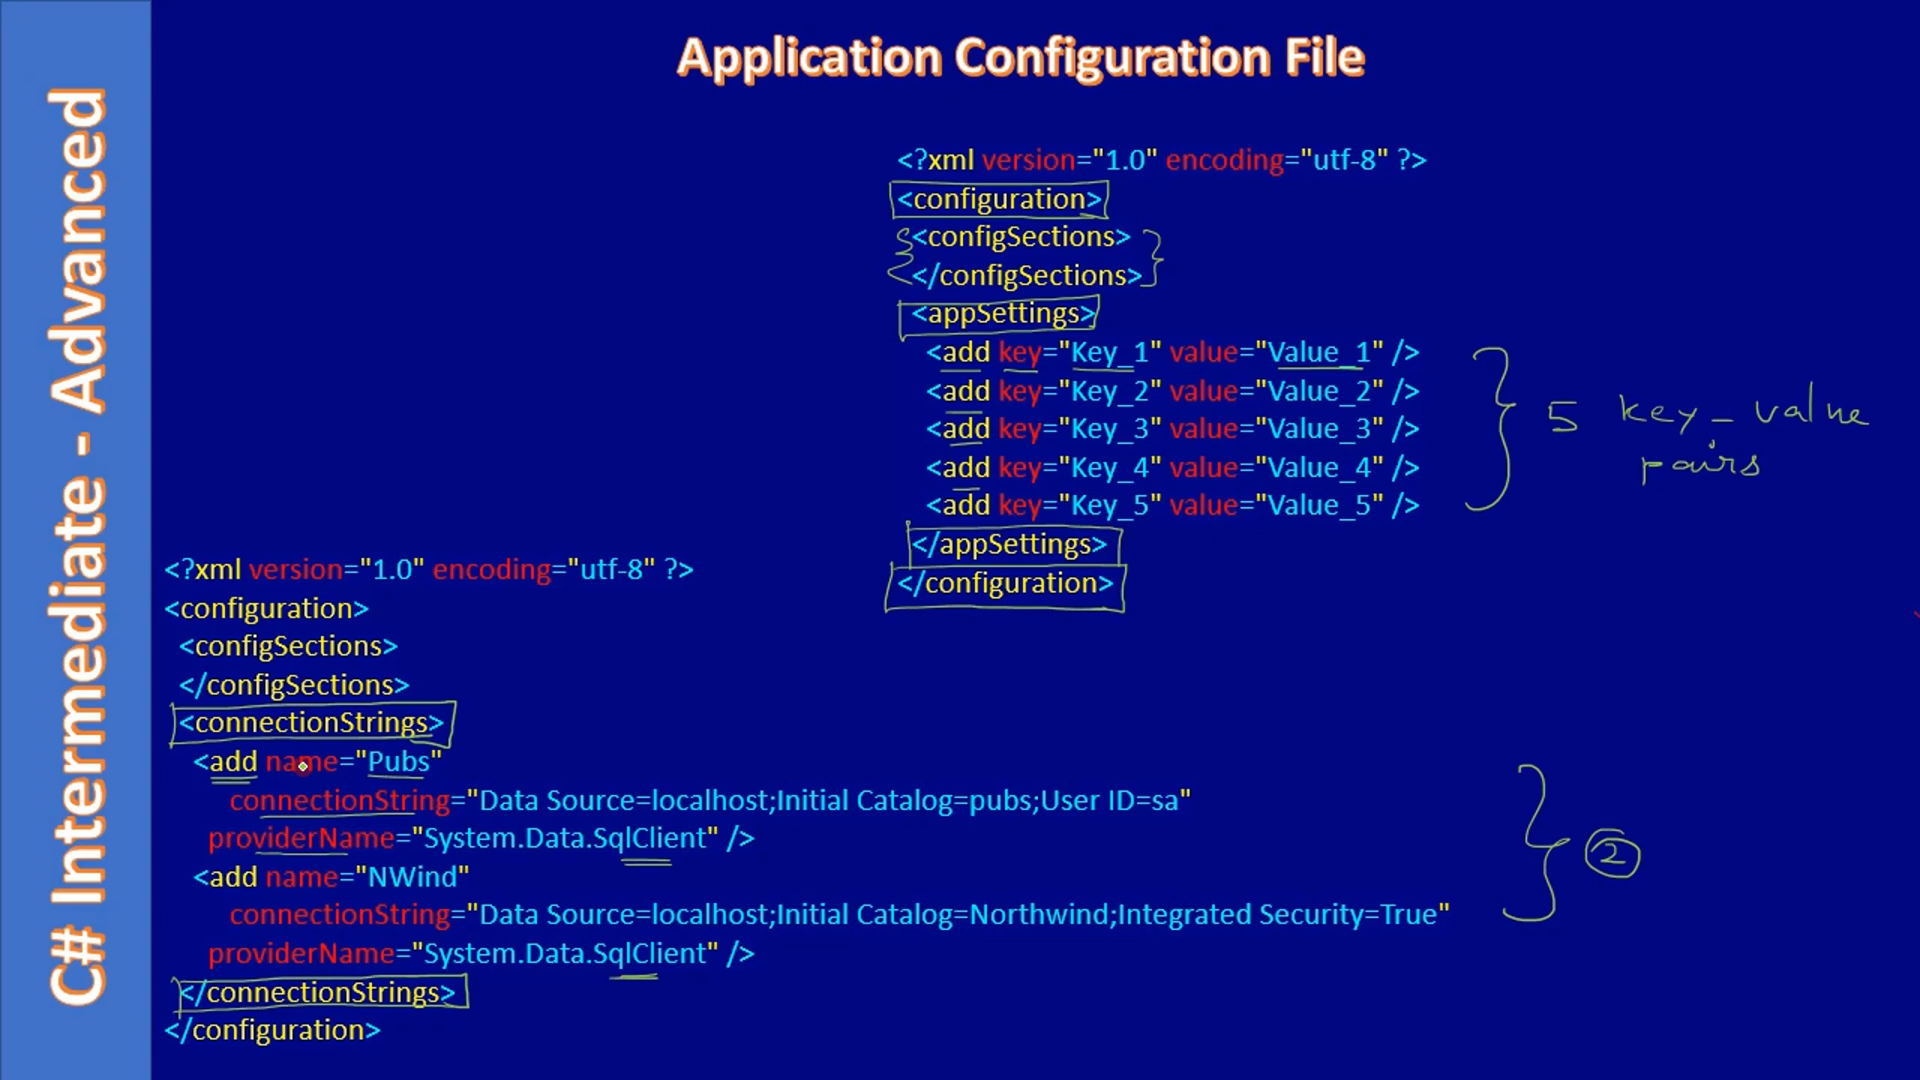 C# Intermediate - Advanced
Application Configuration File
<?xml version="1.0" encoding="utf-8" ?>
<configuration>
<configSections>
</configSections>
<appSettings>
<add key="Key_1" value="Value_1" />
<add key="Key_2" value="Value_2" />
<add key="Key_3" value="Value_3" />
<add key="Key_4" value="Value_4" />
<add key="Key_5" value="Value_5" />
</appSettings>
</configuration>
5 key-value
pairs
<?xml version="1.0" encoding="utf-8" ?>
<configuration>
<configSections>
</configSections>
<connectionStrings>
<add name="Pubs"
connectionString="Data Source=localhost;Initial Catalog=pubs;User ID=sa"
providerName="System.Data.SqlClient" />
<add name="NWind"
connectionString="Data Source=localhost;Initial Catalog=Northwind;Integrated Security=True"
providerName="System.Data.SqlClient" />
</connectionStrings>
</configuration>
2